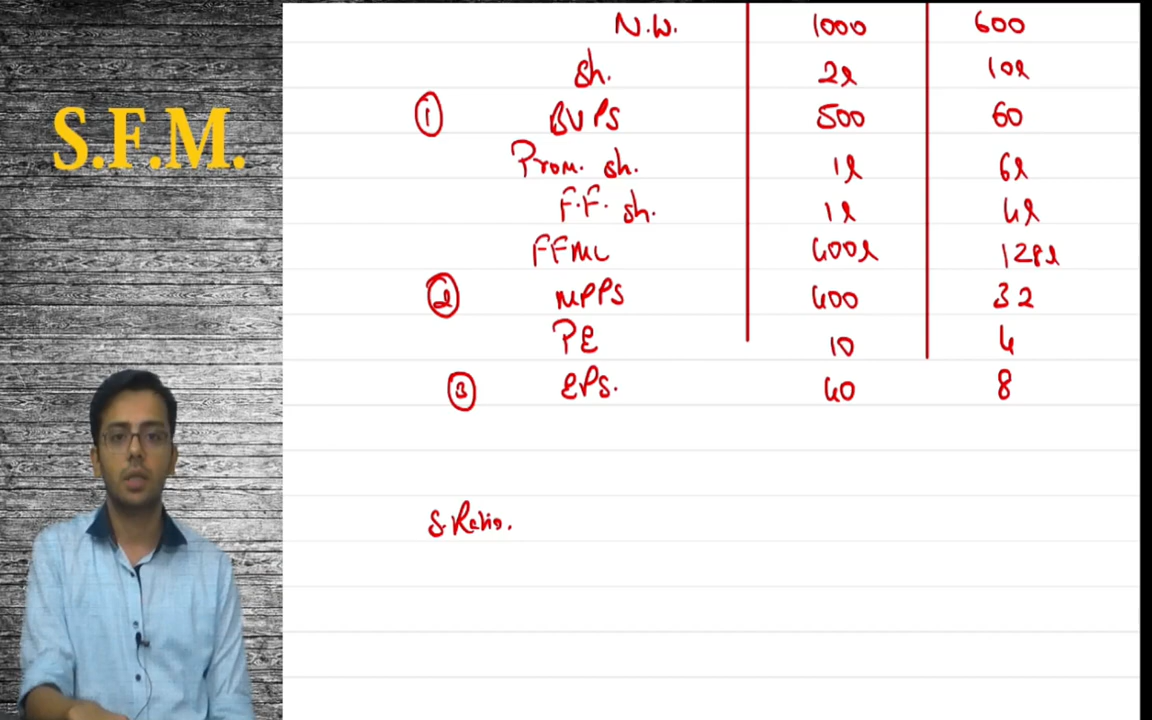 S.F.M.
N.W. 1000 600
Sh. 2l 10l
① BVPS 500 60
Prom. sh. 1l 6l
F.F. sh. 1l 4l
FFMC 400l 128l
② MPPS 400 32
PE 10 4
③ EPS. 40 8
S. Ratio.